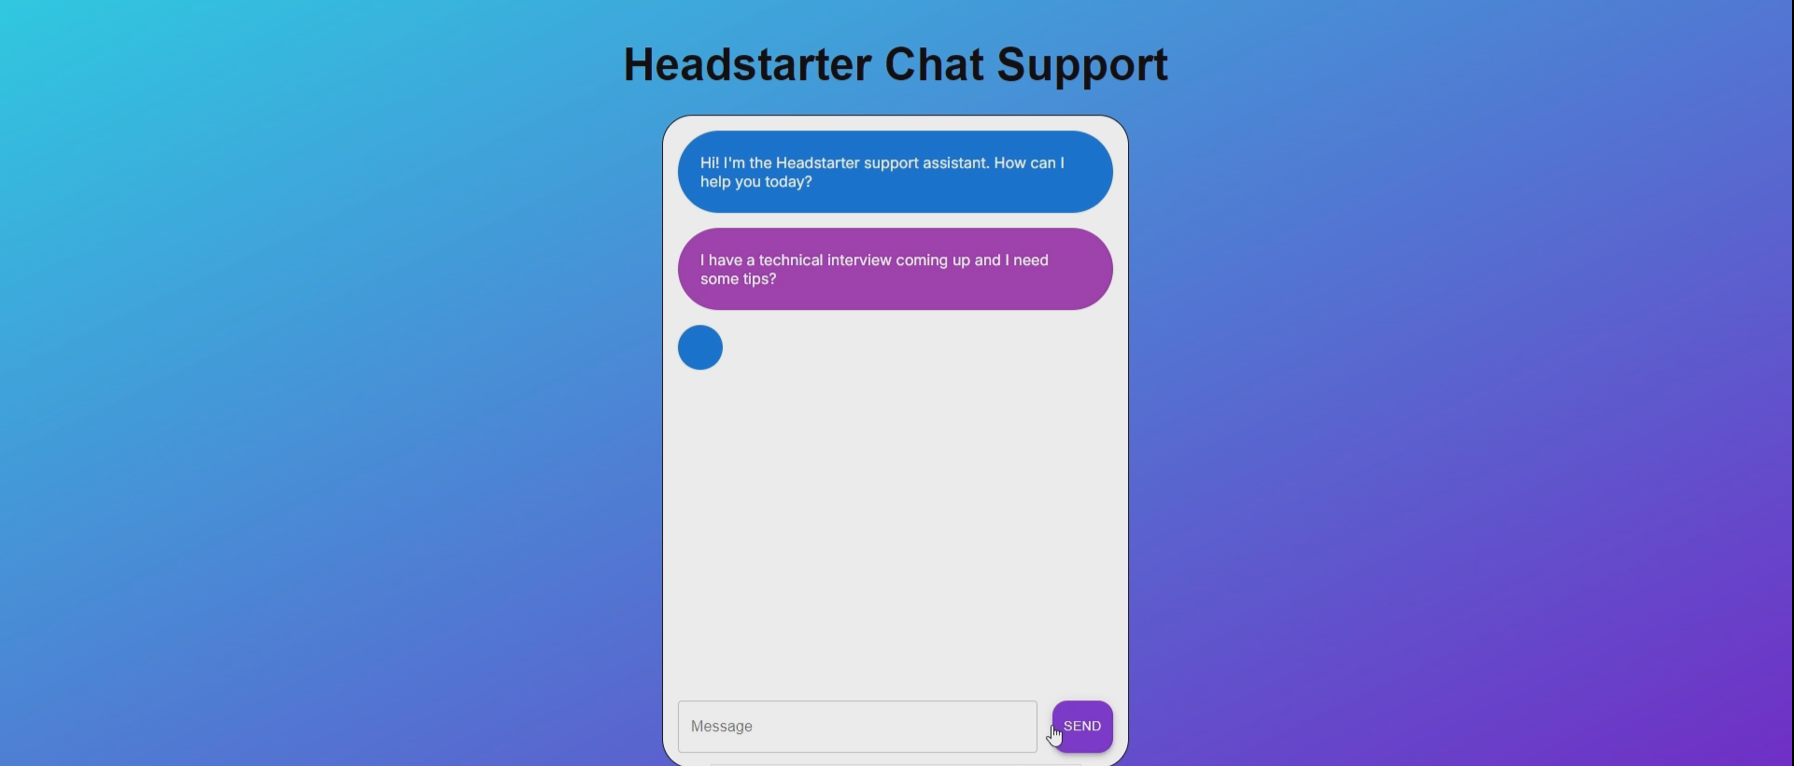 Headstarter Chat Support
Hi! I'm the Headstarter support assistant. How can I
help you today?
I have a technical interview coming up and I need
some tips?
Message
SEND